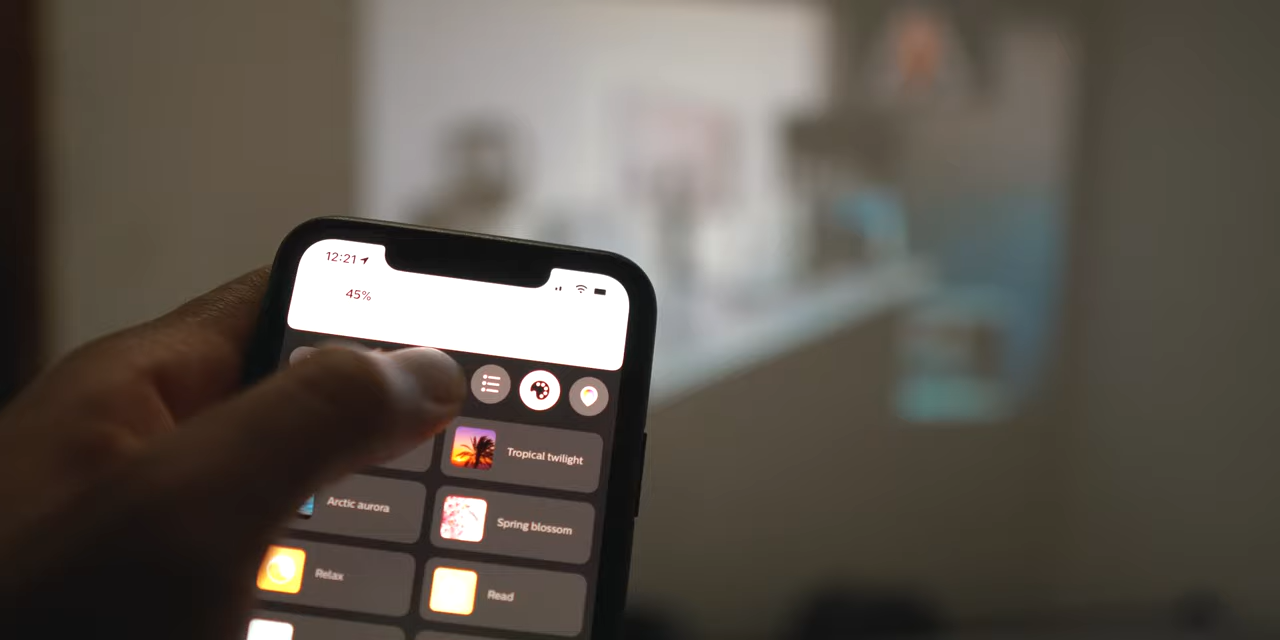 12:21
45%
Tropical twilight
Arctic aurora
Spring blossom
Relax
Read